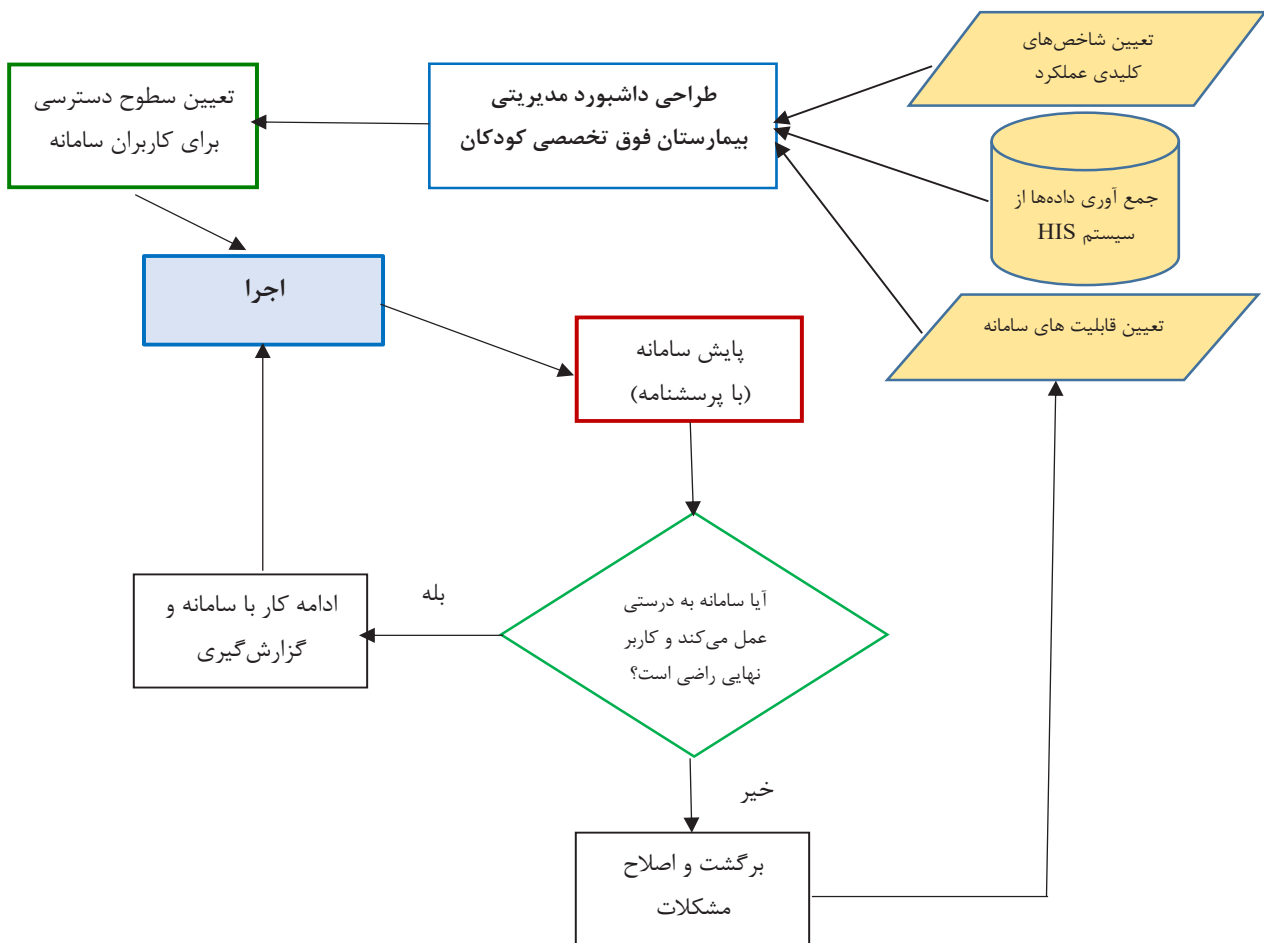 تعیین شاخص‌های
کلیدی عملکرد
جمع آوری داده‌ها از
سیستم HIS
تعیین قابلیت های سامانه
طراحی داشبورد مدیریتی
بیمارستان فوق تخصصی کودکان
تعیین سطوح دسترسی
برای کاربران سامانه
اجرا
پایش سامانه
(با پرسشنامه)
آیا سامانه به درستی
عمل می‌کند و کاربر
نهایی راضی است؟
بله
ادامه کار با سامانه و
گزارش‌گیری
خیر
برگشت و اصلاح
مشکلات